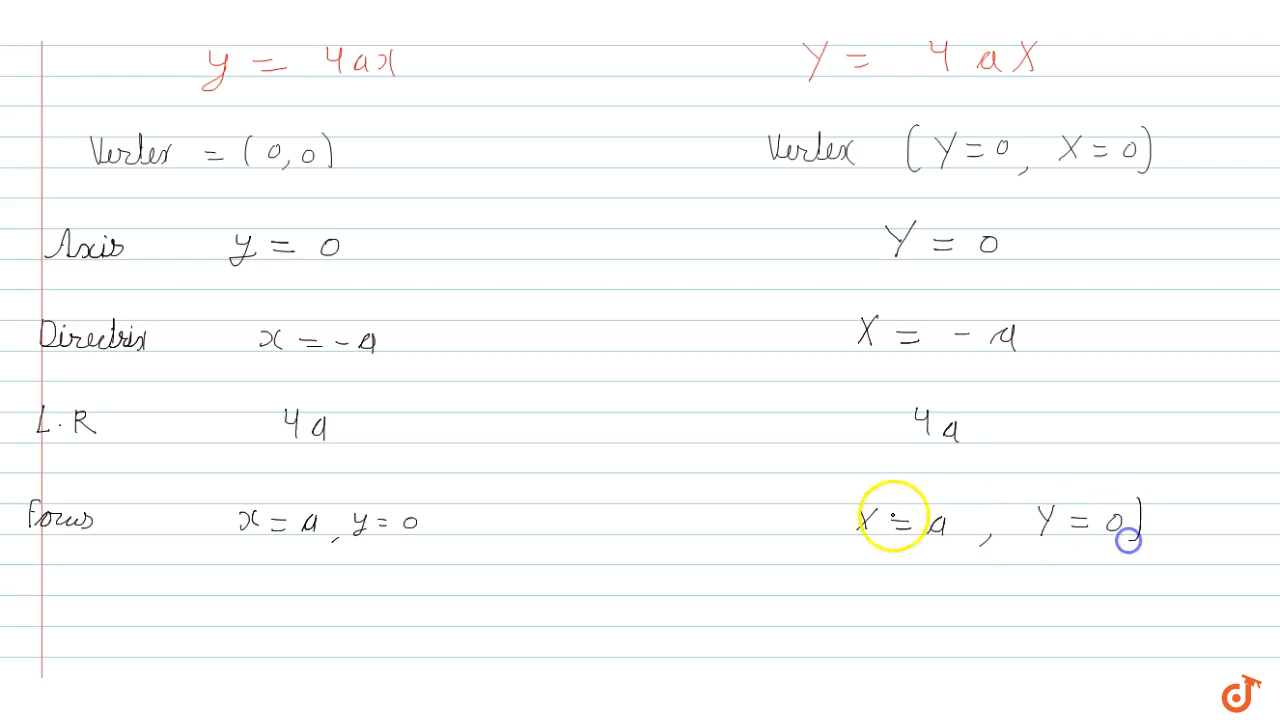 y = 4ax Y = 4 a X
Vertex = (0,0) Vertex (Y=0, X=0)
Axis y = 0 Y = 0
Directrix x = -a X = -a
L.R 4a 4a
Focus x = a, y = 0 X = a, Y = 0)